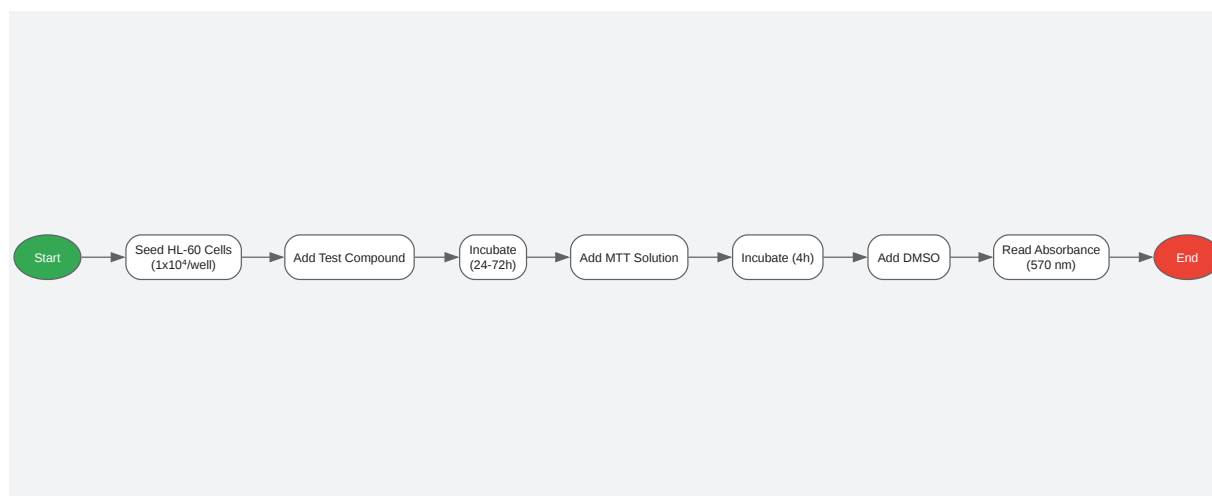 Start
Seed HL-60 Cells
(1x10⁴/well)
Add Test Compound
Incubate
(24-72h)
Add MTT Solution
Incubate (4h)
Add DMSO
Read Absorbance
(570 nm)
End